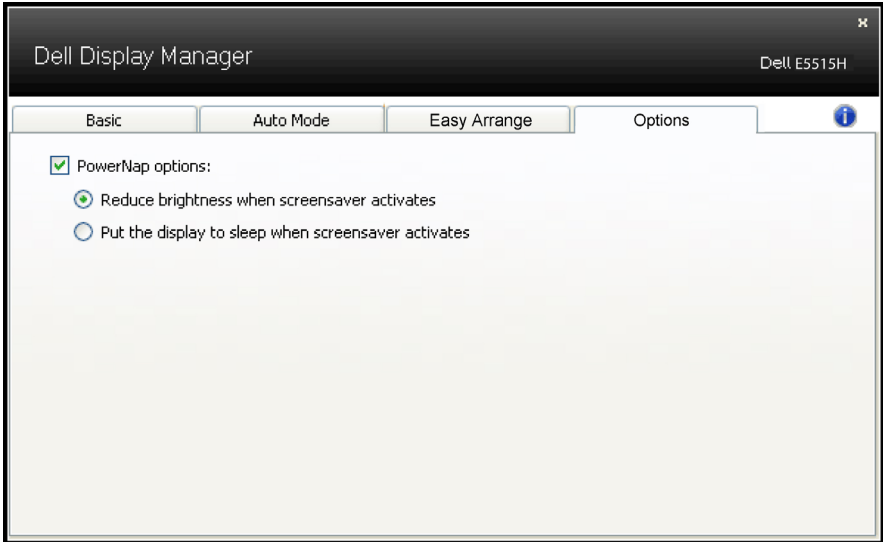 x
Dell Display Manager
Dell E5515H
Basic
Auto Mode
Easy Arrange
Options
i
PowerNap options:
Reduce brightness when screensaver activates
Put the display to sleep when screensaver activates